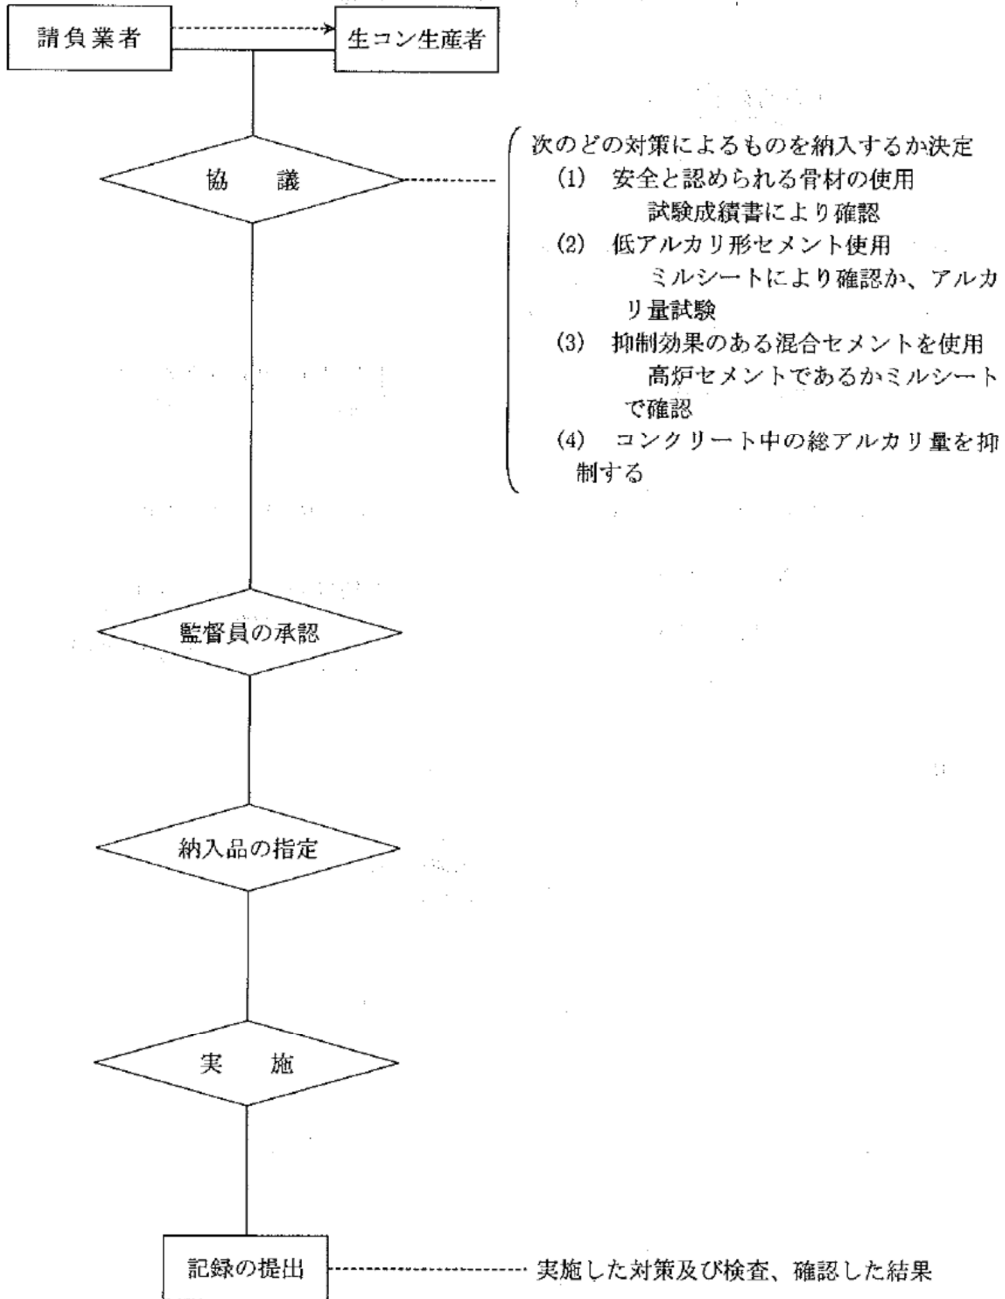 請負業者
生コン生産者
協　議
次のどの対策によるものを納入するか決定
(1)　安全と認められる骨材の使用
試験成績書により確認
(2)　低アルカリ形セメント使用
ミルシートにより確認か、アルカ
リ量試験
(3)　抑制効果のある混合セメントを使用
高炉セメントであるかミルシート
で確認
(4)　コンクリート中の総アルカリ量を抑
制する
監督員の承認
納入品の指定
実　施
記録の提出
実施した対策及び検査、確認した結果